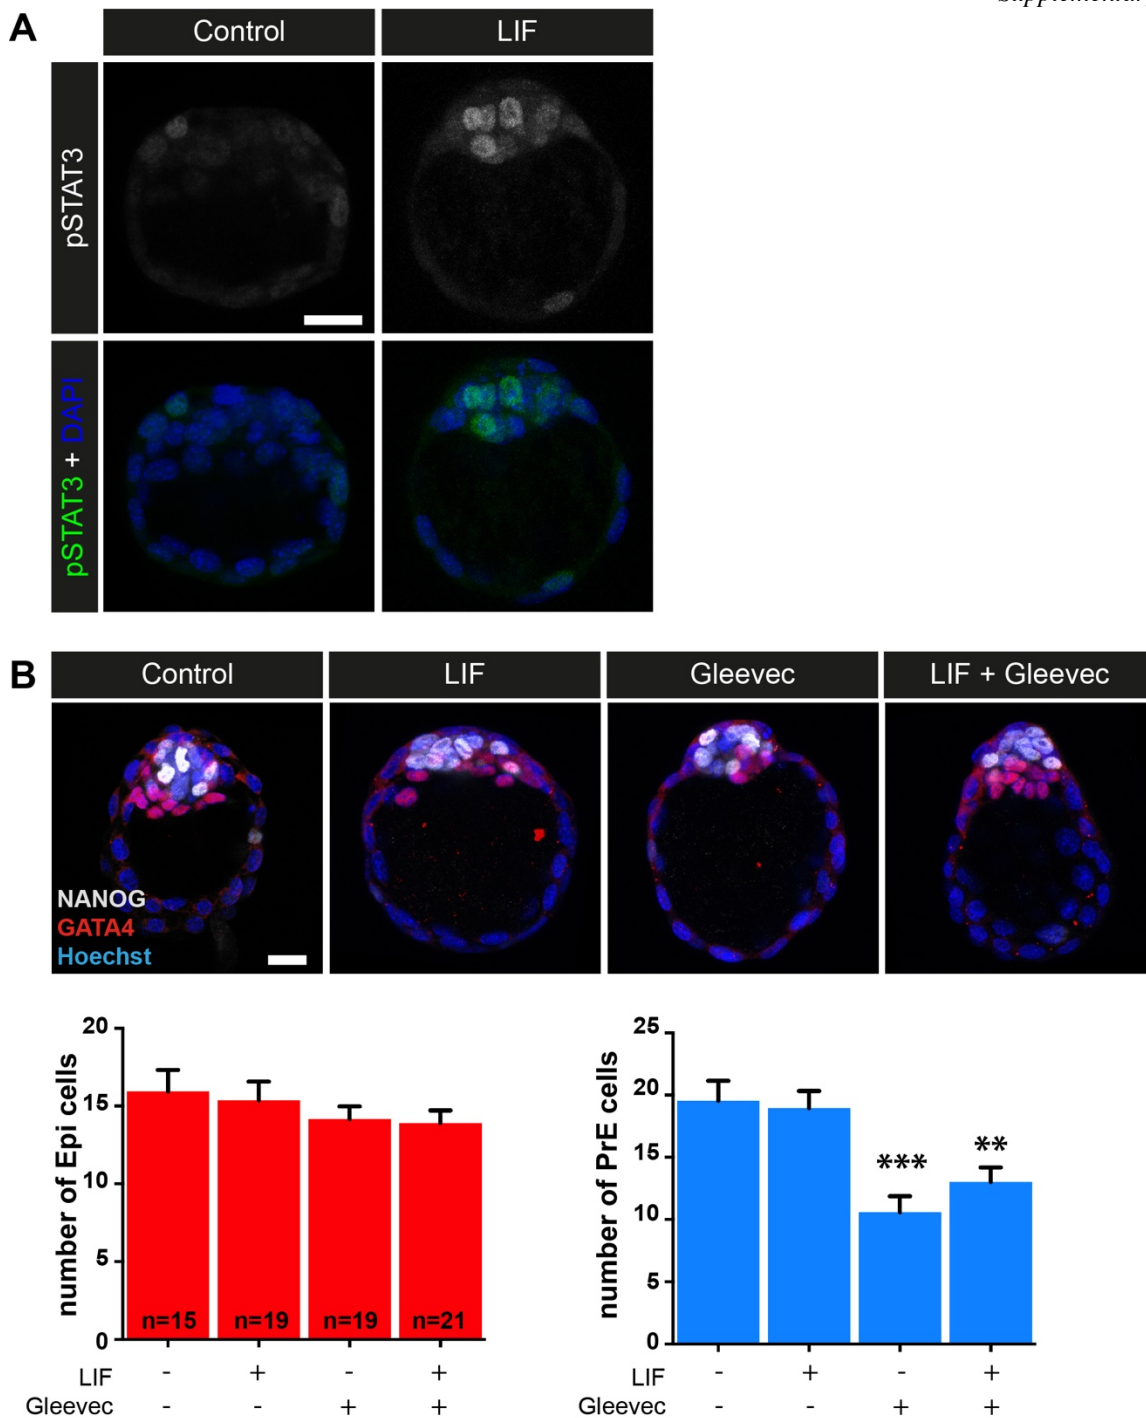 A
Control
LIF
pSTAT3
pSTAT3 + DAPI
B
Control
LIF
Gleevec
LIF + Gleevec
NANOG
GATA4
Hoechst
number of Epi cells
20
15
10
5
0
n=15
n=19
n=19
n=21
LIF - + - +
Gleevec - - + +
number of PrE cells
25
20
15
10
5
0
***
**
LIF - + - +
Gleevec - - + +